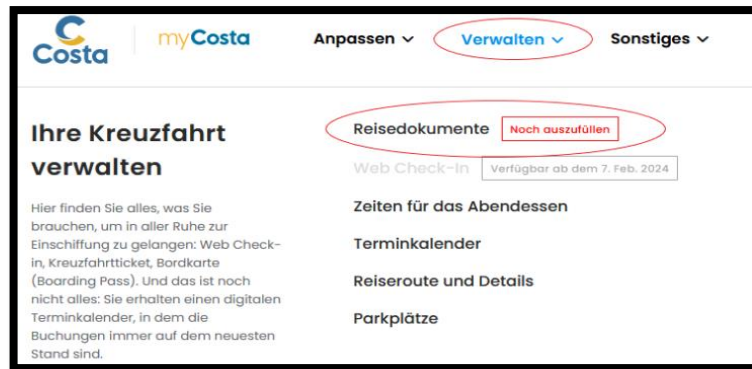 Costa
myCosta
Anpassen
Verwalten
Sonstiges
Ihre Kreuzfahrt
verwalten
Hier finden Sie alles, was Sie
brauchen, um in aller Ruhe zur
Einschiffung zu gelangen: Web Check-
in, Kreuzfahrtticket, Bordkarte
(Boarding Pass). Und das ist noch
nicht alles: Sie erhalten einen digitalen
Terminkalender, in dem die
Buchungen immer auf dem neuesten
Stand sind.
Reisedokumente Noch auszufüllen
Web Check-In Verfügbar ab dem 7. Feb. 2024
Zeiten für das Abendessen
Terminkalender
Reiseroute und Details
Parkplätze